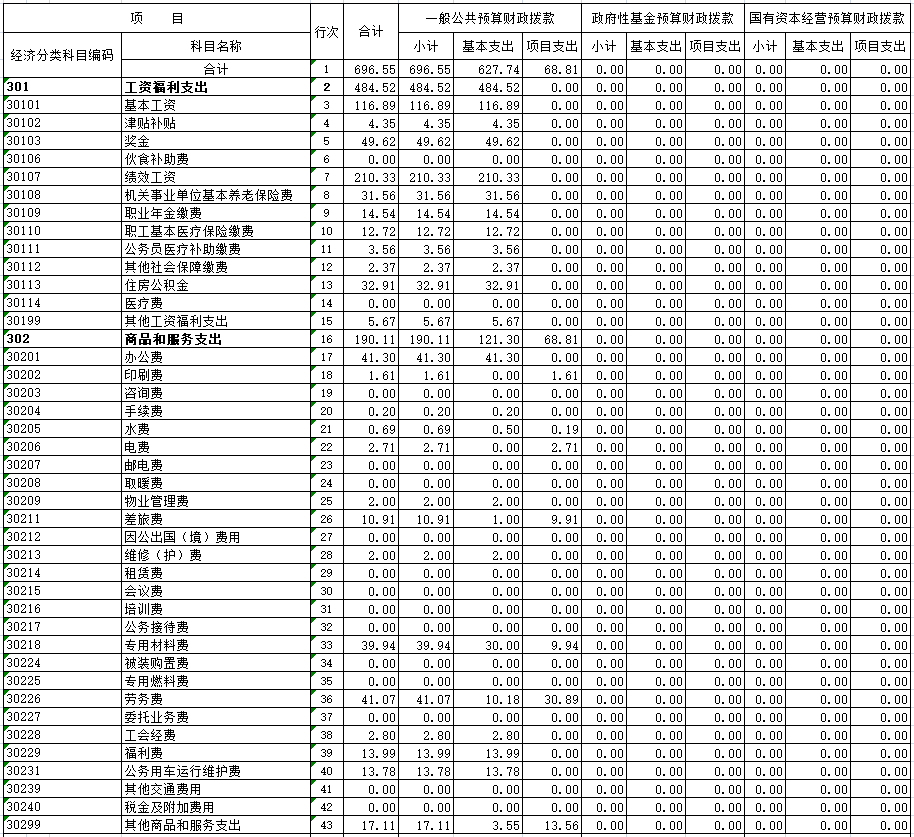 项 目 行次 合计 一般公共预算财政拨款 政府性基金预算财政拨款 国有资本经营预算财政拨款
经济分类科目编码 科目名称 小计 基本支出 项目支出 小计 基本支出 项目支出 小计 基本支出 项目支出
合计 1 696.55 696.55 627.74 68.81 0.00 0.00 0.00 0.00 0.00 0.00
301 工资福利支出 2 484.52 484.52 484.52 0.00 0.00 0.00 0.00 0.00 0.00 0.00
30101 基本工资 3 116.89 116.89 116.89 0.00 0.00 0.00 0.00 0.00 0.00 0.00
30102 津贴补贴 4 4.35 4.35 4.35 0.00 0.00 0.00 0.00 0.00 0.00 0.00
30103 奖金 5 49.62 49.62 49.62 0.00 0.00 0.00 0.00 0.00 0.00 0.00
30106 伙食补助费 6 0.00 0.00 0.00 0.00 0.00 0.00 0.00 0.00 0.00 0.00
30107 绩效工资 7 210.33 210.33 210.33 0.00 0.00 0.00 0.00 0.00 0.00 0.00
30108 机关事业单位基本养老保险费 8 31.56 31.56 31.56 0.00 0.00 0.00 0.00 0.00 0.00 0.00
30109 职业年金缴费 9 14.54 14.54 14.54 0.00 0.00 0.00 0.00 0.00 0.00 0.00
30110 职工基本医疗保险缴费 10 12.72 12.72 12.72 0.00 0.00 0.00 0.00 0.00 0.00 0.00
30111 公务员医疗补助缴费 11 3.56 3.56 3.56 0.00 0.00 0.00 0.00 0.00 0.00 0.00
30112 其他社会保障缴费 12 2.37 2.37 2.37 0.00 0.00 0.00 0.00 0.00 0.00 0.00
30113 住房公积金 13 32.91 32.91 32.91 0.00 0.00 0.00 0.00 0.00 0.00 0.00
30114 医疗费 14 0.00 0.00 0.00 0.00 0.00 0.00 0.00 0.00 0.00 0.00
30199 其他工资福利支出 15 5.67 5.67 5.67 0.00 0.00 0.00 0.00 0.00 0.00 0.00
302 商品和服务支出 16 190.11 190.11 121.30 68.81 0.00 0.00 0.00 0.00 0.00 0.00
30201 办公费 17 41.30 41.30 41.30 0.00 0.00 0.00 0.00 0.00 0.00 0.00
30202 印刷费 18 1.61 1.61 0.00 1.61 0.00 0.00 0.00 0.00 0.00 0.00
30203 咨询费 19 0.00 0.00 0.00 0.00 0.00 0.00 0.00 0.00 0.00 0.00
30204 手续费 20 0.20 0.20 0.20 0.00 0.00 0.00 0.00 0.00 0.00 0.00
30205 水费 21 0.69 0.69 0.50 0.19 0.00 0.00 0.00 0.00 0.00 0.00
30206 电费 22 2.71 2.71 0.00 2.71 0.00 0.00 0.00 0.00 0.00 0.00
30207 邮电费 23 0.00 0.00 0.00 0.00 0.00 0.00 0.00 0.00 0.00 0.00
30208 取暖费 24 0.00 0.00 0.00 0.00 0.00 0.00 0.00 0.00 0.00 0.00
30209 物业管理费 25 2.00 2.00 2.00 0.00 0.00 0.00 0.00 0.00 0.00 0.00
30211 差旅费 26 10.91 10.91 1.00 9.91 0.00 0.00 0.00 0.00 0.00 0.00
30212 因公出国（境）费用 27 0.00 0.00 0.00 0.00 0.00 0.00 0.00 0.00 0.00 0.00
30213 维修（护）费 28 2.00 2.00 2.00 0.00 0.00 0.00 0.00 0.00 0.00 0.00
30214 租赁费 29 0.00 0.00 0.00 0.00 0.00 0.00 0.00 0.00 0.00 0.00
30215 会议费 30 0.00 0.00 0.00 0.00 0.00 0.00 0.00 0.00 0.00 0.00
30216 培训费 31 0.00 0.00 0.00 0.00 0.00 0.00 0.00 0.00 0.00 0.00
30217 公务接待费 32 0.00 0.00 0.00 0.00 0.00 0.00 0.00 0.00 0.00 0.00
30218 专用材料费 33 39.94 39.94 30.00 9.94 0.00 0.00 0.00 0.00 0.00 0.00
30224 被装购置费 34 0.00 0.00 0.00 0.00 0.00 0.00 0.00 0.00 0.00 0.00
30225 专用燃料费 35 0.00 0.00 0.00 0.00 0.00 0.00 0.00 0.00 0.00 0.00
30226 劳务费 36 41.07 41.07 10.18 30.89 0.00 0.00 0.00 0.00 0.00 0.00
30227 委托业务费 37 0.00 0.00 0.00 0.00 0.00 0.00 0.00 0.00 0.00 0.00
30228 工会经费 38 2.80 2.80 2.80 0.00 0.00 0.00 0.00 0.00 0.00 0.00
30229 福利费 39 13.99 13.99 13.99 0.00 0.00 0.00 0.00 0.00 0.00 0.00
30231 公务用车运行维护费 40 13.78 13.78 13.78 0.00 0.00 0.00 0.00 0.00 0.00 0.00
30239 其他交通费用 41 0.00 0.00 0.00 0.00 0.00 0.00 0.00 0.00 0.00 0.00
30240 税金及附加费用 42 0.00 0.00 0.00 0.00 0.00 0.00 0.00 0.00 0.00 0.00
30299 其他商品和服务支出 43 17.11 17.11 3.55 13.56 0.00 0.00 0.00 0.00 0.00 0.00